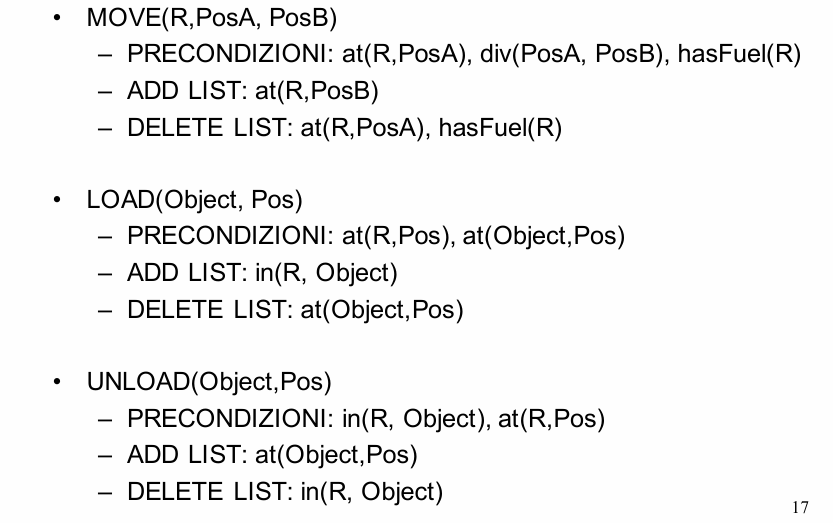 • MOVE(R,PosA, PosB)
– PRECONDIZIONI: at(R,PosA), div(PosA, PosB), hasFuel(R)
– ADD LIST: at(R,PosB)
– DELETE LIST: at(R,PosA), hasFuel(R)
• LOAD(Object, Pos)
– PRECONDIZIONI: at(R,Pos), at(Object,Pos)
– ADD LIST: in(R, Object)
– DELETE LIST: at(Object,Pos)
• UNLOAD(Object,Pos)
– PRECONDIZIONI: in(R, Object), at(R,Pos)
– ADD LIST: at(Object,Pos)
– DELETE LIST: in(R, Object)
17